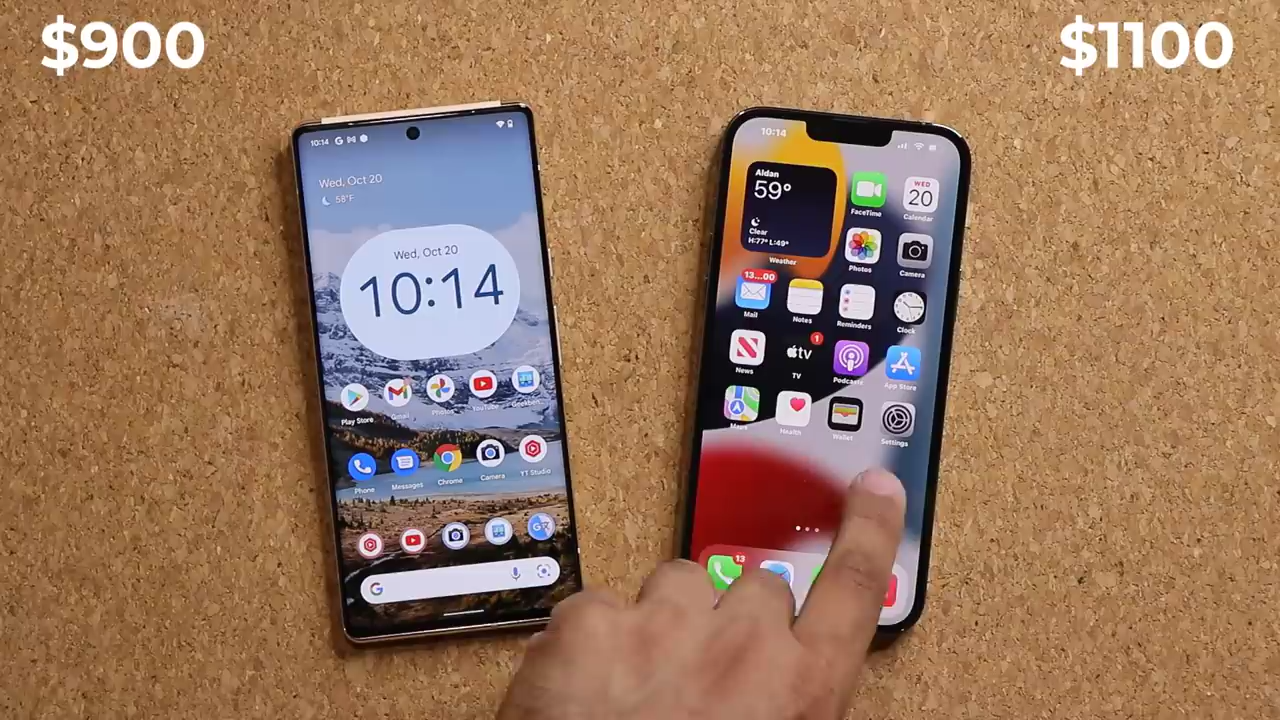 $900
$1100
10:14
Wed, Oct 20
58°F
Wed, Oct 20
10:14
Play Store
Gmail
Photos
YouTube
Geekben...
Phone
Messages
Chrome
Camera
YT Studio
10:14
Aldan
59°
Clear
H:77° L:49°
Weather
FaceTime
WED
20
Calendar
Photos
Camera
13...00
Mail
Notes
Reminders
Clock
News
tv
1
TV
Podcasts
App Store
Maps
Health
Wallet
Settings
13